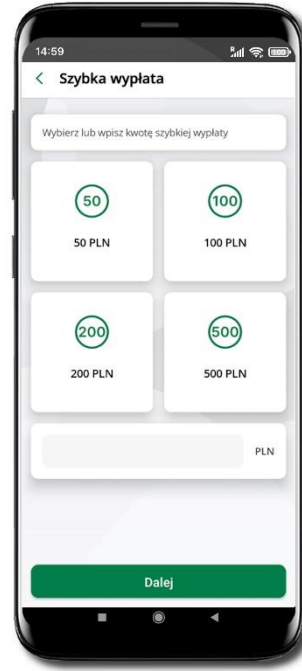 14:59
Szybka wypłata
Wybierz lub wpisz kwotę szybkiej wypłaty
50
100
50 PLN
100 PLN
200
500
200 PLN
500 PLN
PLN
Dalej